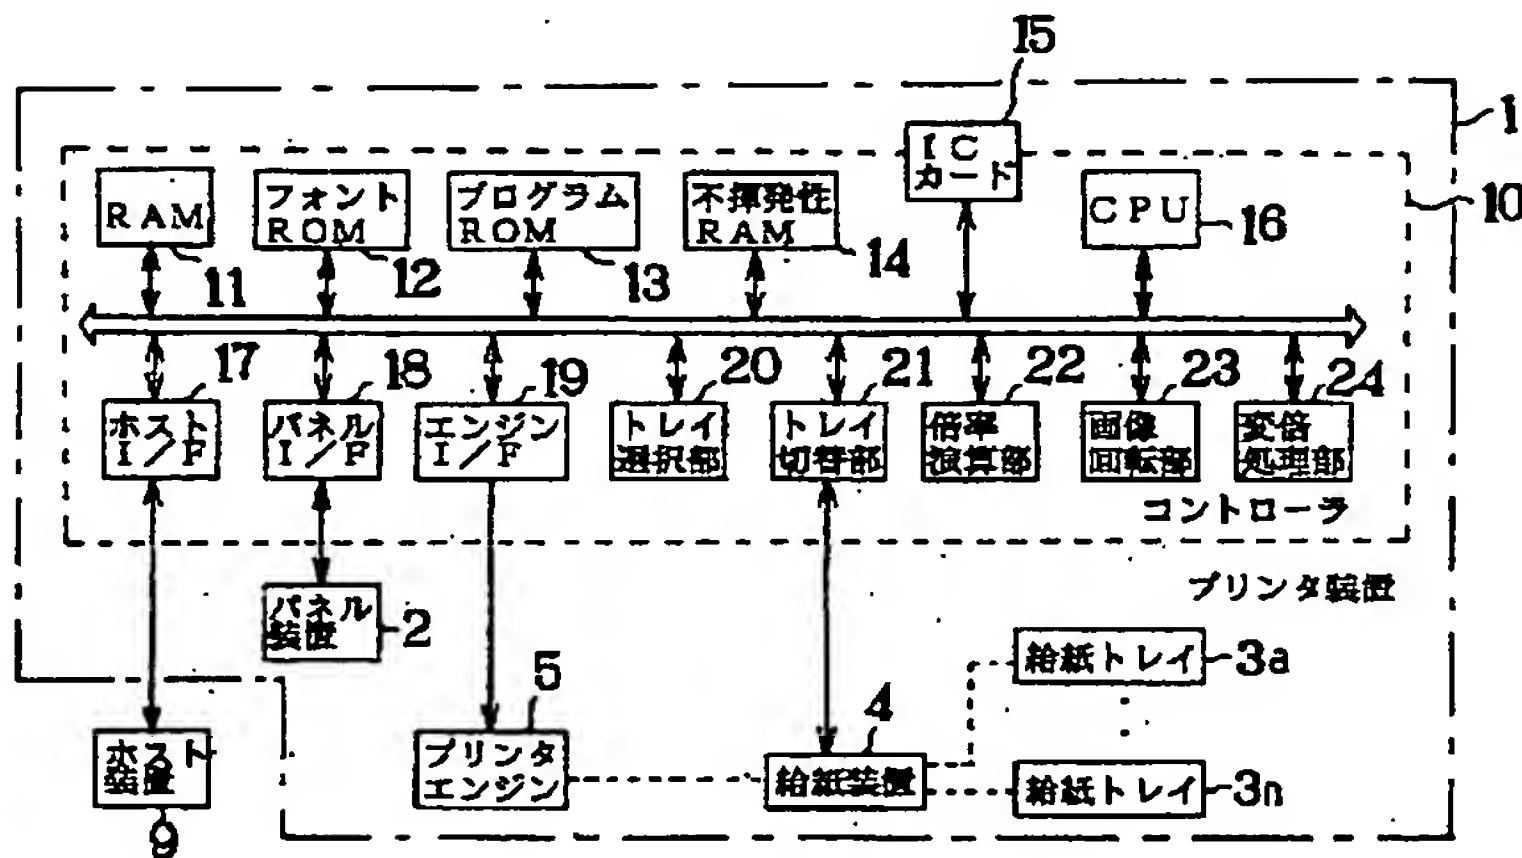 15
1
10
IC
カード
RAM
フォント
ROM
プログラム
ROM
不揮発性
RAM
CPU
16
11
12
13
14
17
18
19
20
21
22
23
24
ホスト
I/F
パネル
I/F
エンジン
I/F
トレイ
選択部
トレイ
切替部
倍率
演算部
画像
回転部
変倍
処理部
コントローラ
プリンタ装置
パネル
装置
2
給紙トレイ
3a
5
4
ホスト
装置
プリンタ
エンジン
給紙装置
給紙トレイ
3n
9